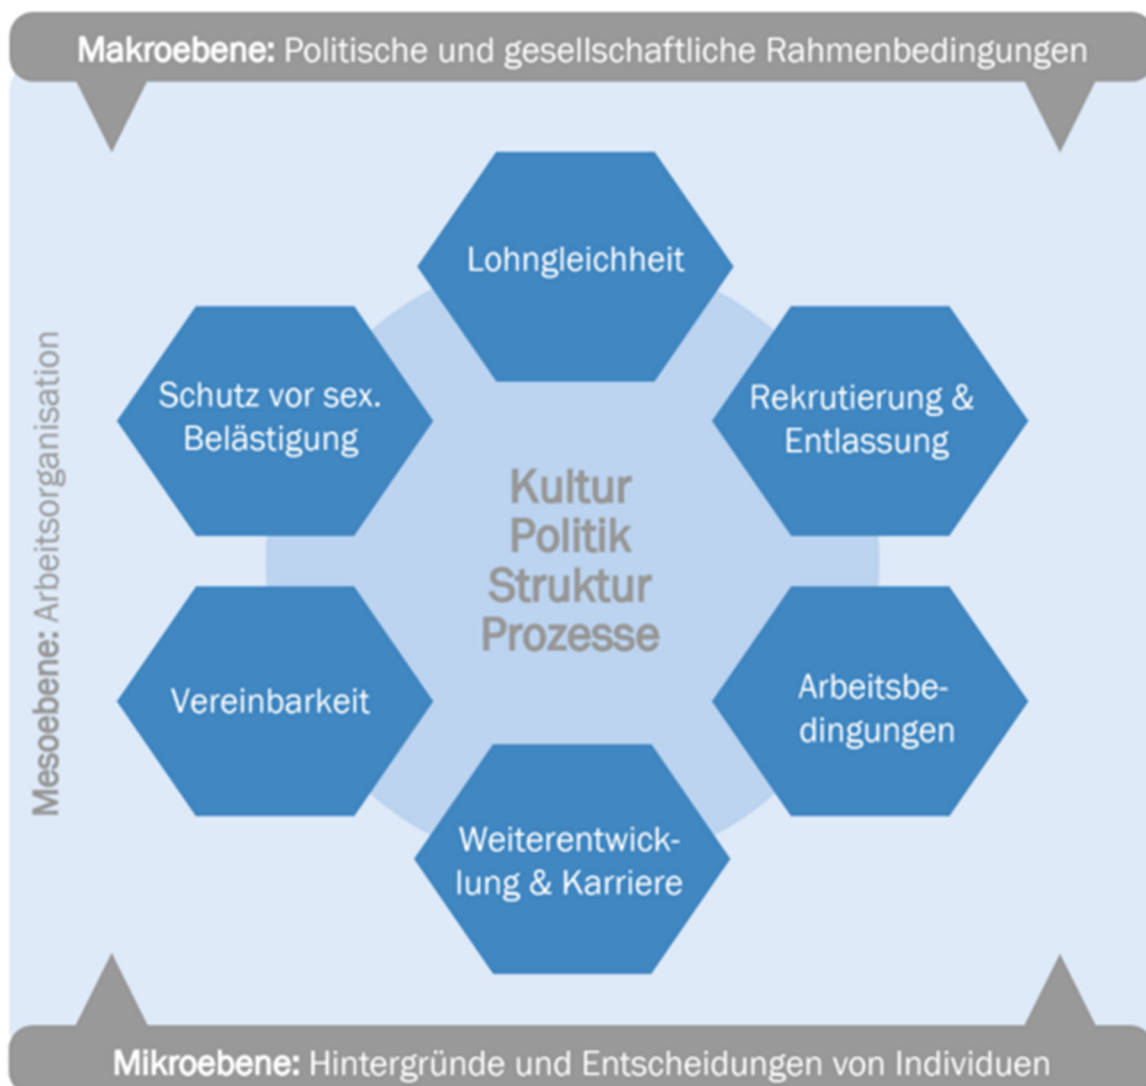 Makroebene: Politische und gesellschaftliche Rahmenbedingungen
Lohngleichheit
Schutz vor sex.
Belästigung
Rekrutierung &
Entlassung
Mesoebene: Arbeitsorganisation
Kultur
Politik
Struktur
Prozesse
Vereinbarkeit
Arbeitsbe-
dingungen
Weiterentwick-
lung & Karriere
Mikroebene: Hintergründe und Entscheidungen von Individuen